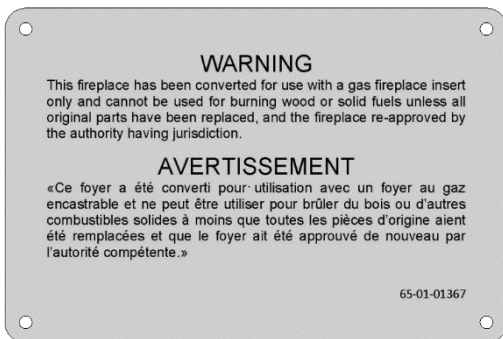 WARNING
This fireplace has been converted for use with a gas fireplace insert
only and cannot be used for burning wood or solid fuels unless all
original parts have been replaced, and the fireplace re-approved by
the authority having jurisdiction.
AVERTISSEMENT
«Ce foyer a été converti pour utilisation avec un foyer au gaz
encastrable et ne peut être utiliser pour brûler du bois ou d’autres
combustibles solides à moins que toutes les pièces d’origine aient
été remplacées et que le foyer ait été approuvé de nouveau par
l’autorité compétente.»
65-01-01367